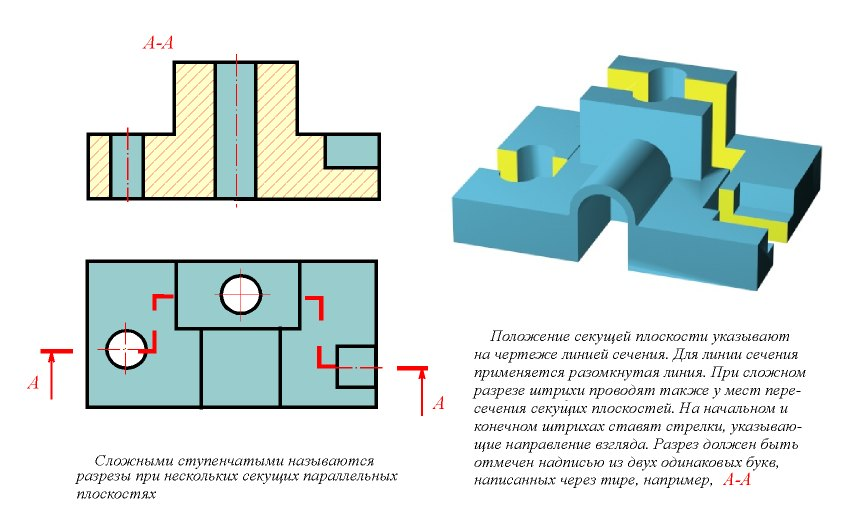 А-А
А
А
Сложными ступенчатыми называются
разрезы при нескольких секущих параллельных
плоскостях
Положение секущей плоскости указывают
на чертеже линией сечения. Для линии сечения
применяется разомкнутая линия. При сложном
разрезе штрихи проводят также у мест пере-
сечения секущих плоскостей. На начальном и
конечном штрихах ставят стрелки, указываю-
щие направление взгляда. Разрез должен быть
отмечен надписью из двух одинаковых букв,
написанных через тире, например, А-А